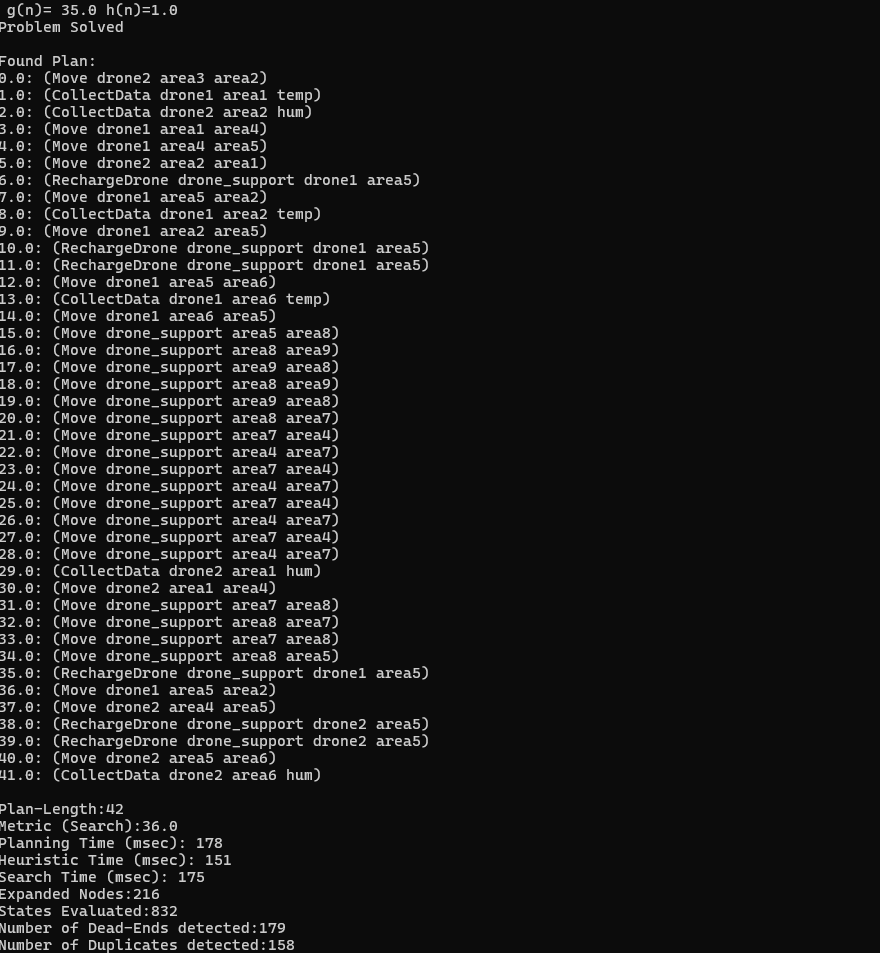 g(n)= 35.0 h(n)=1.0
Problem Solved
Found Plan:
0.0: (Move drone2 area3 area2)
1.0: (CollectData drone1 area1 temp)
2.0: (CollectData drone2 area2 hum)
3.0: (Move drone1 area1 area4)
4.0: (Move drone1 area4 area5)
5.0: (Move drone2 area2 area1)
6.0: (RechargeDrone drone_support drone1 area5)
7.0: (Move drone1 area5 area2)
8.0: (CollectData drone1 area2 temp)
9.0: (Move drone1 area2 area5)
10.0: (RechargeDrone drone_support drone1 area5)
11.0: (RechargeDrone drone_support drone1 area5)
12.0: (Move drone1 area5 area6)
13.0: (CollectData drone1 area6 temp)
14.0: (Move drone1 area6 area5)
15.0: (Move drone_support area5 area8)
16.0: (Move drone_support area8 area9)
17.0: (Move drone_support area9 area8)
18.0: (Move drone_support area8 area9)
19.0: (Move drone_support area9 area8)
20.0: (Move drone_support area8 area7)
21.0: (Move drone_support area7 area4)
22.0: (Move drone_support area4 area7)
23.0: (Move drone_support area7 area4)
24.0: (Move drone_support area4 area7)
25.0: (Move drone_support area7 area4)
26.0: (Move drone_support area4 area7)
27.0: (Move drone_support area7 area4)
28.0: (Move drone_support area4 area7)
29.0: (CollectData drone2 area1 hum)
30.0: (Move drone2 area1 area4)
31.0: (Move drone_support area7 area8)
32.0: (Move drone_support area8 area7)
33.0: (Move drone_support area7 area8)
34.0: (Move drone_support area8 area5)
35.0: (RechargeDrone drone_support drone1 area5)
36.0: (Move drone1 area5 area2)
37.0: (Move drone2 area4 area5)
38.0: (RechargeDrone drone_support drone2 area5)
39.0: (RechargeDrone drone_support drone2 area5)
40.0: (Move drone2 area5 area6)
41.0: (CollectData drone2 area6 hum)
Plan-Length:42
Metric (Search):36.0
Planning Time (msec): 178
Heuristic Time (msec): 151
Search Time (msec): 175
Expanded Nodes:216
States Evaluated:832
Number of Dead-Ends detected:179
Number of Duplicates detected:158